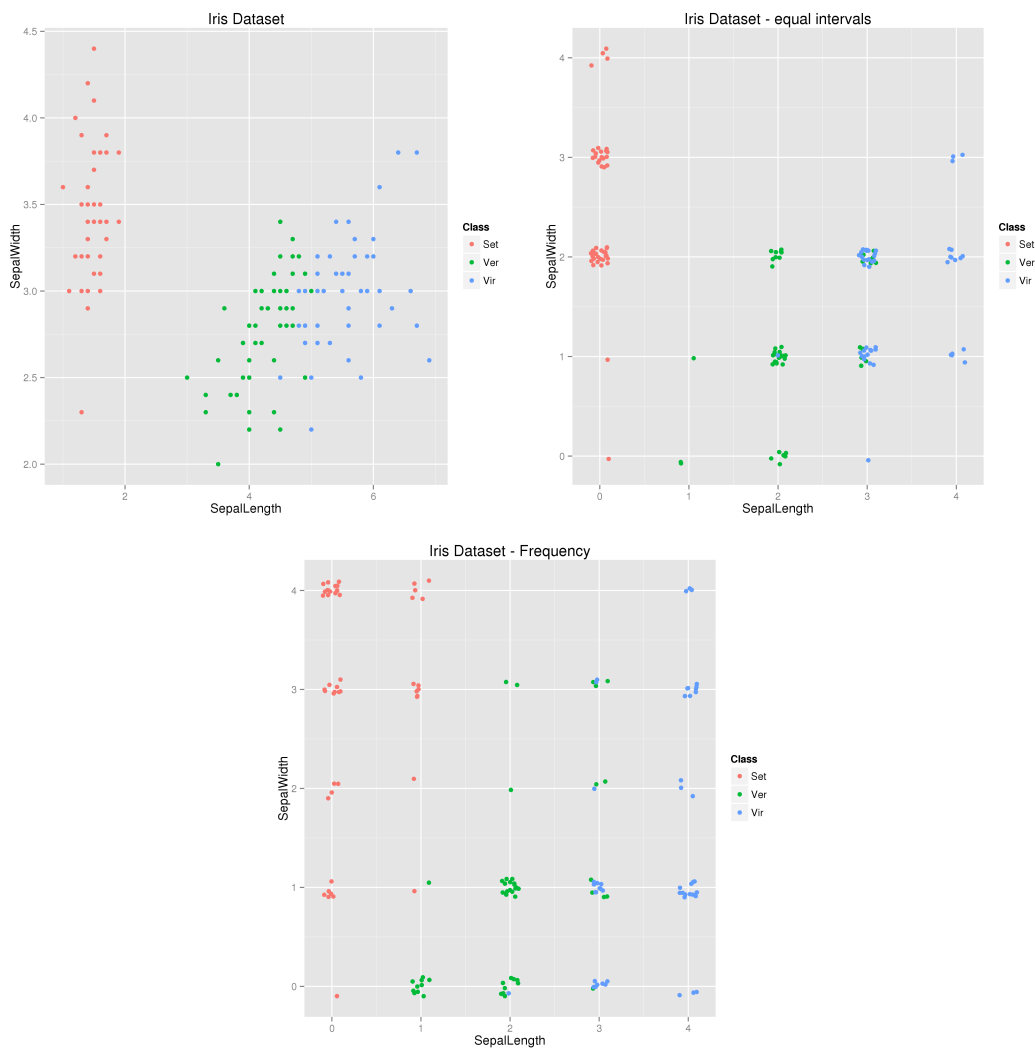 Iris Dataset
4.5
4.0
3.5
3.0
2.5
2.0
SepalWidth
2 4 6
SepalLength
Class
Set
Ver
Vir
Iris Dataset - equal intervals
4
3
2
1
0
SepalWidth
0 1 2 3 4
SepalLength
Class
Set
Ver
Vir
Iris Dataset - Frequency
4
3
2
1
0
SepalWidth
0 1 2 3 4
SepalLength
Class
Set
Ver
Vir